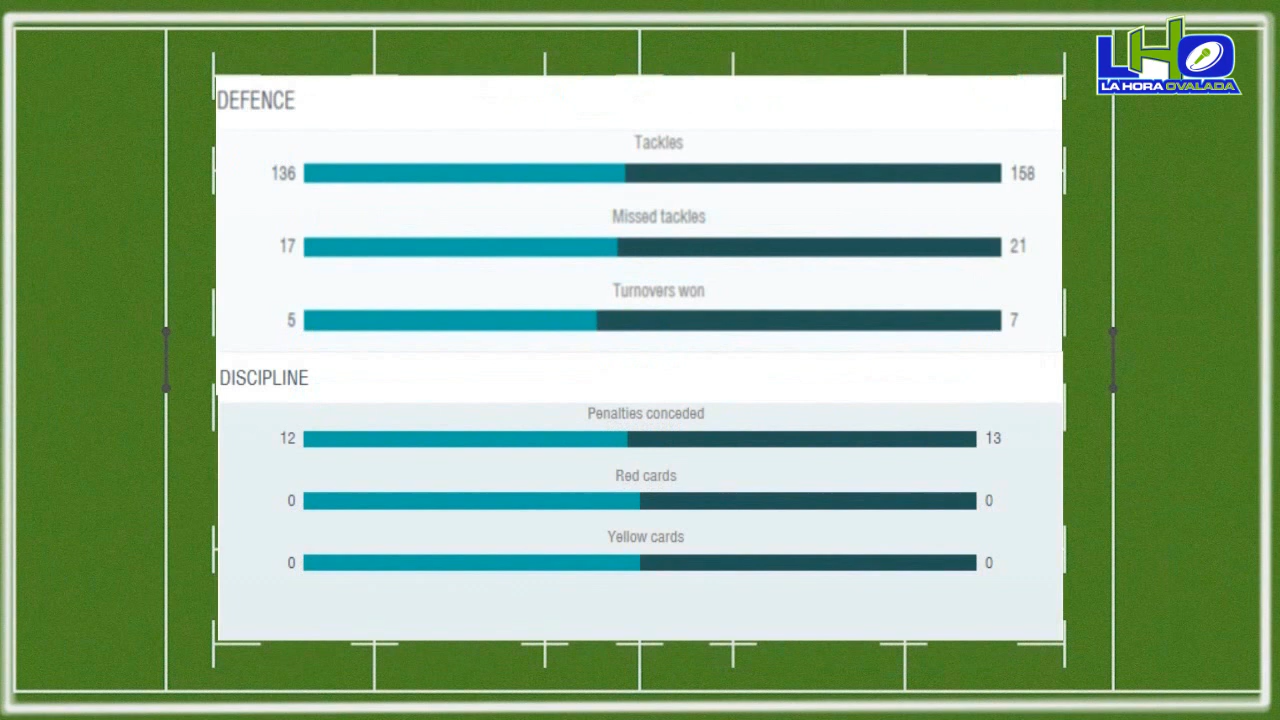 LHO
LA HORA OVALADA
DEFENCE
Tackles
136 158
Missed tackles
17 21
Turnovers won
5 7
DISCIPLINE
Penalties conceded
12 13
Red cards
0 0
Yellow cards
0 0